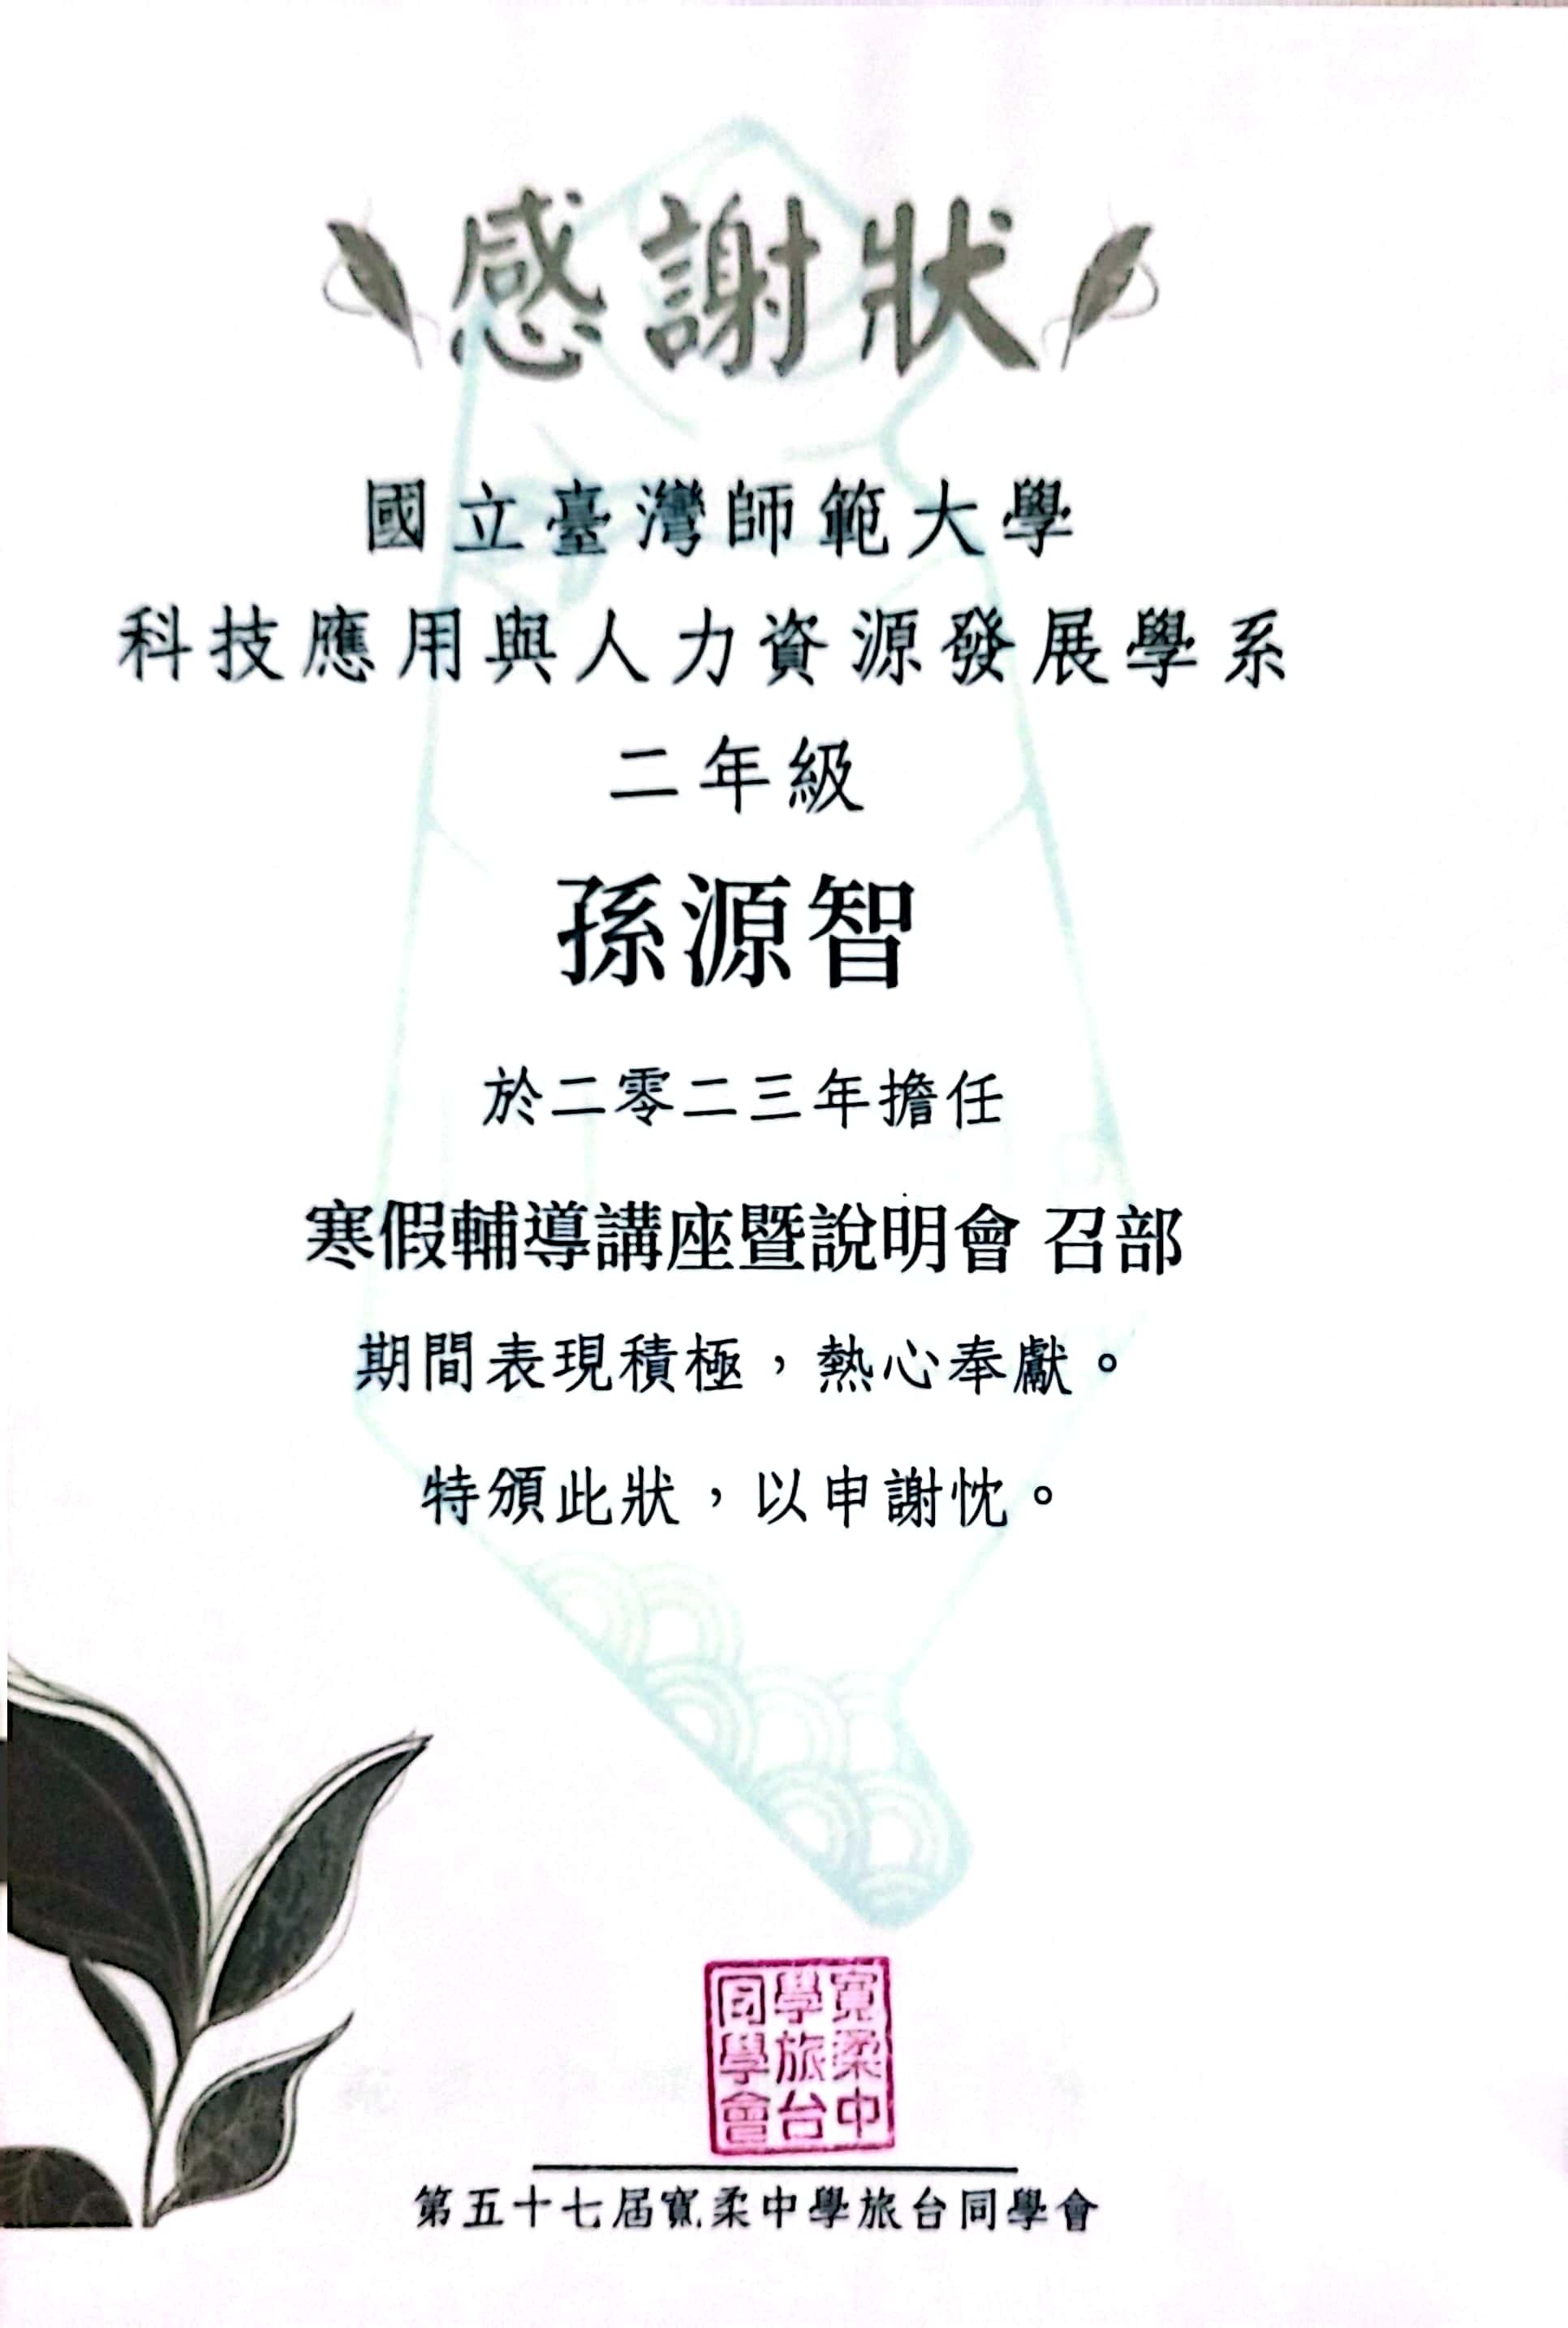 感謝狀
國立臺灣師範大學
科技應用與人力資源發展學系
二年級
孫源智
於二零二三年擔任
寒假輔導講座暨說明會 召部
期間表現積極，熱心奉獻。
特頒此狀，以申謝忱。
寬柔中
學旅台
同學會
第五十七屆寬柔中學旅台同學會